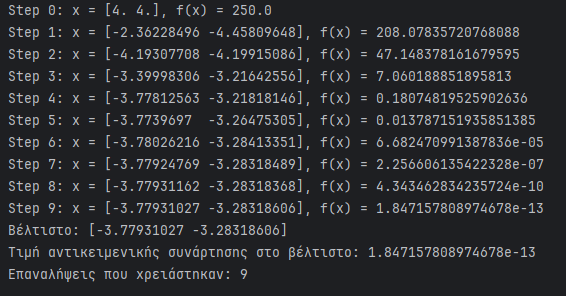 Step 0: x = [4. 4.], f(x) = 250.0
Step 1: x = [-2.36228496 -4.45809648], f(x) = 208.07835720768088
Step 2: x = [-4.19307708 -4.19915086], f(x) = 47.148378161679595
Step 3: x = [-3.39998306 -3.21642556], f(x) = 7.060188851895813
Step 4: x = [-3.77812563 -3.21818146], f(x) = 0.18074819525902636
Step 5: x = [-3.7739697  -3.26475305], f(x) = 0.013787151935851385
Step 6: x = [-3.78026216 -3.28413351], f(x) = 6.682470991387836e-05
Step 7: x = [-3.77924769 -3.28318489], f(x) = 2.256606135422328e-07
Step 8: x = [-3.77931162 -3.28318368], f(x) = 4.343462834235724e-10
Step 9: x = [-3.77931027 -3.28318606], f(x) = 1.847157808974678e-13
Βέλτιστο: [-3.77931027 -3.28318606]
Τιμή αντικειμενικής συνάρτησης στο βέλτιστο: 1.847157808974678e-13
Επαναλήψεις που χρειάστηκαν: 9